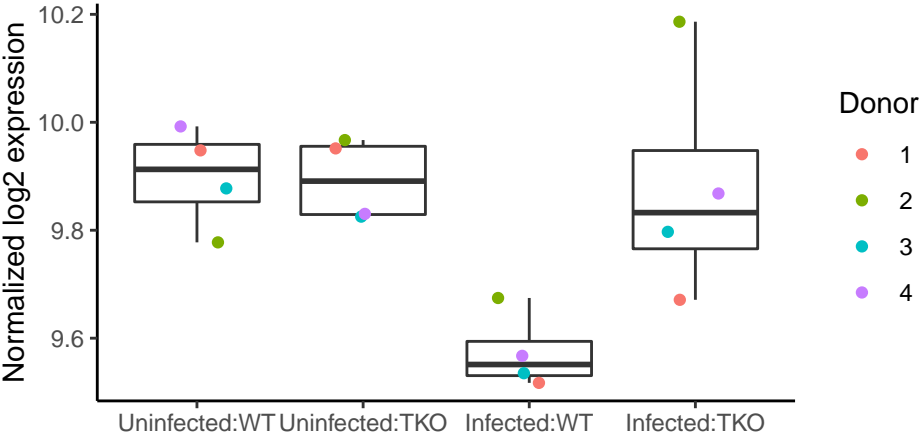 Normalized log2 expression
10.2
10.0
9.8
9.6
Uninfected:WT
Uninfected:TKO
Infected:WT
Infected:TKO
Donor
1
2
3
4